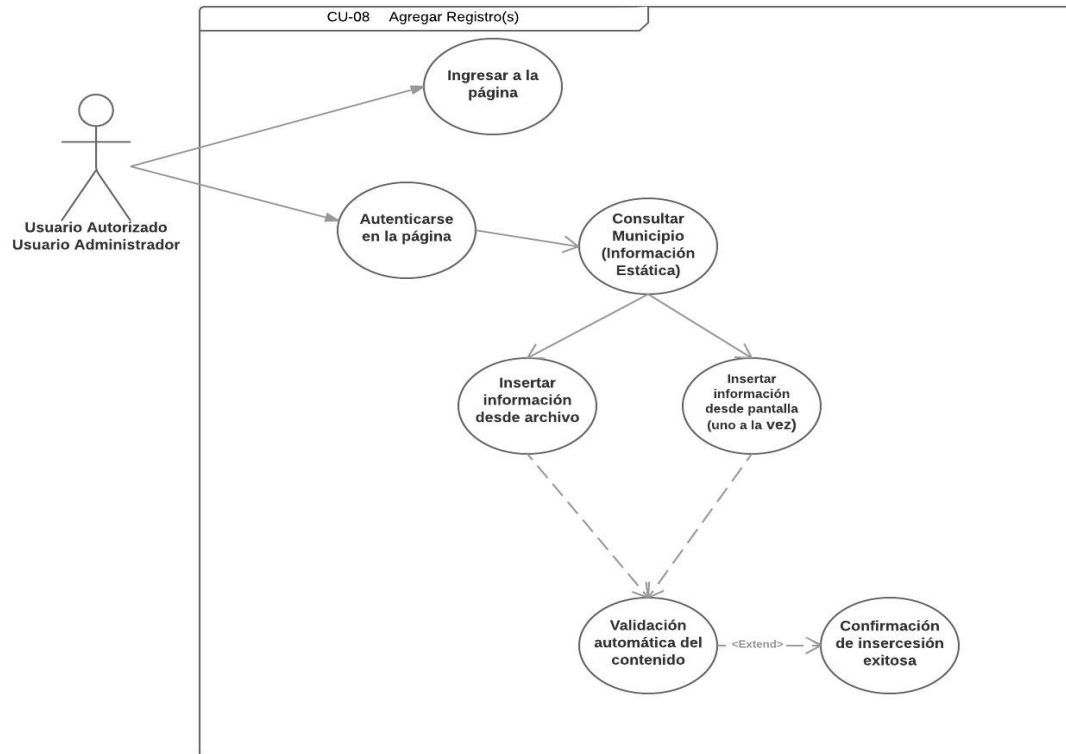 CU-08 Agregar Registro(s)
Ingresar a la
página
Usuario Autorizado
Usuario Administrador
Autenticarse
en la página
Consultar
Municipio
(Información
Estática)
Insertar
información
desde archivo
Insertar
información
desde pantalla
(uno a la vez)
Validación
automática del
contenido
<Extend>
Confirmación
de insercesión
exitosa